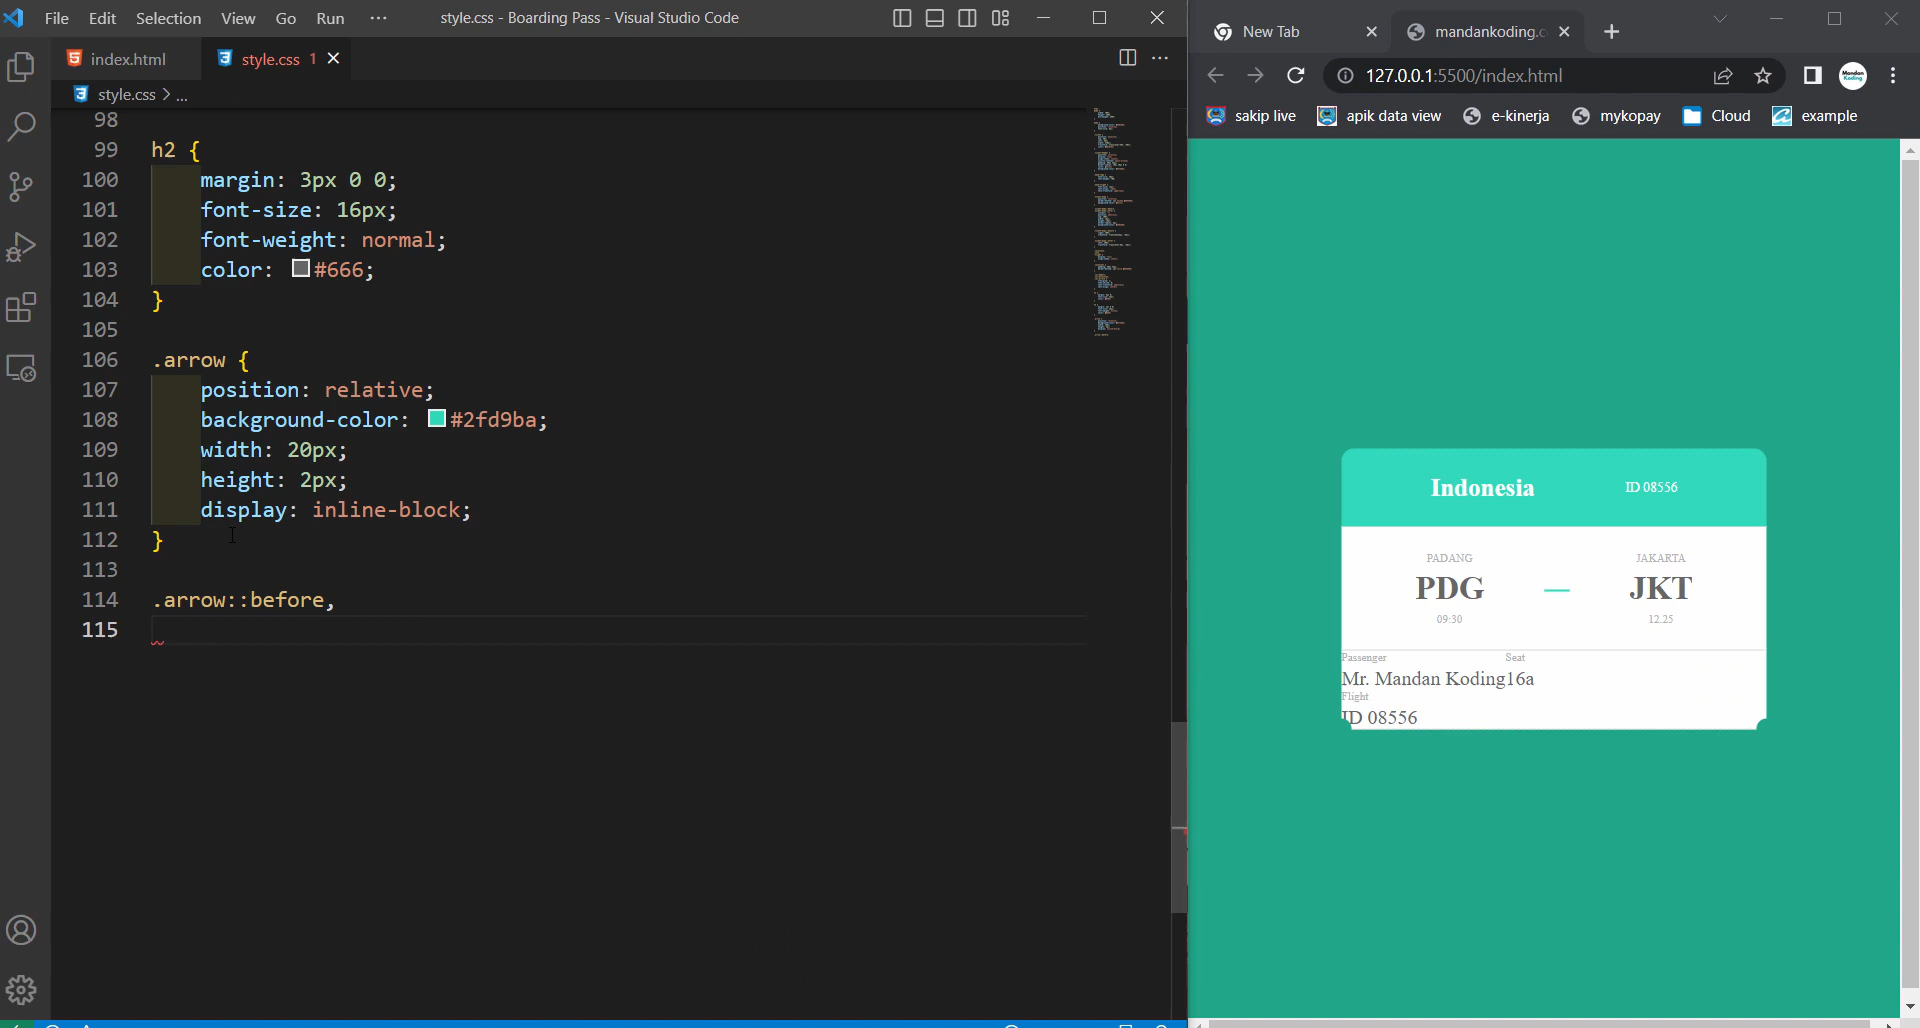 File Edit Selection View Go Run ··· style.css - Boarding Pass - Visual Studio Code
index.html style.css 1
style.css > ...
98
99 h2 {
100 margin: 3px 0 0;
101 font-size: 16px;
102 font-weight: normal;
103 color: #666;
104 }
105
106 .arrow {
107 position: relative;
108 background-color: #2fd9ba;
109 width: 20px;
110 height: 2px;
111 display: inline-block;
112 }
113
114 .arrow::before,
115
New Tab mandankoding.c
127.0.0.1:5500/index.html
Mandan Koding
sakip live apik data view e-kinerja mykopay Cloud example
Indonesia ID 08556
PADANG JAKARTA
PDG JKT
09:30 12.25
Passenger Seat
Mr. Mandan Koding16a
Flight
ID 08556